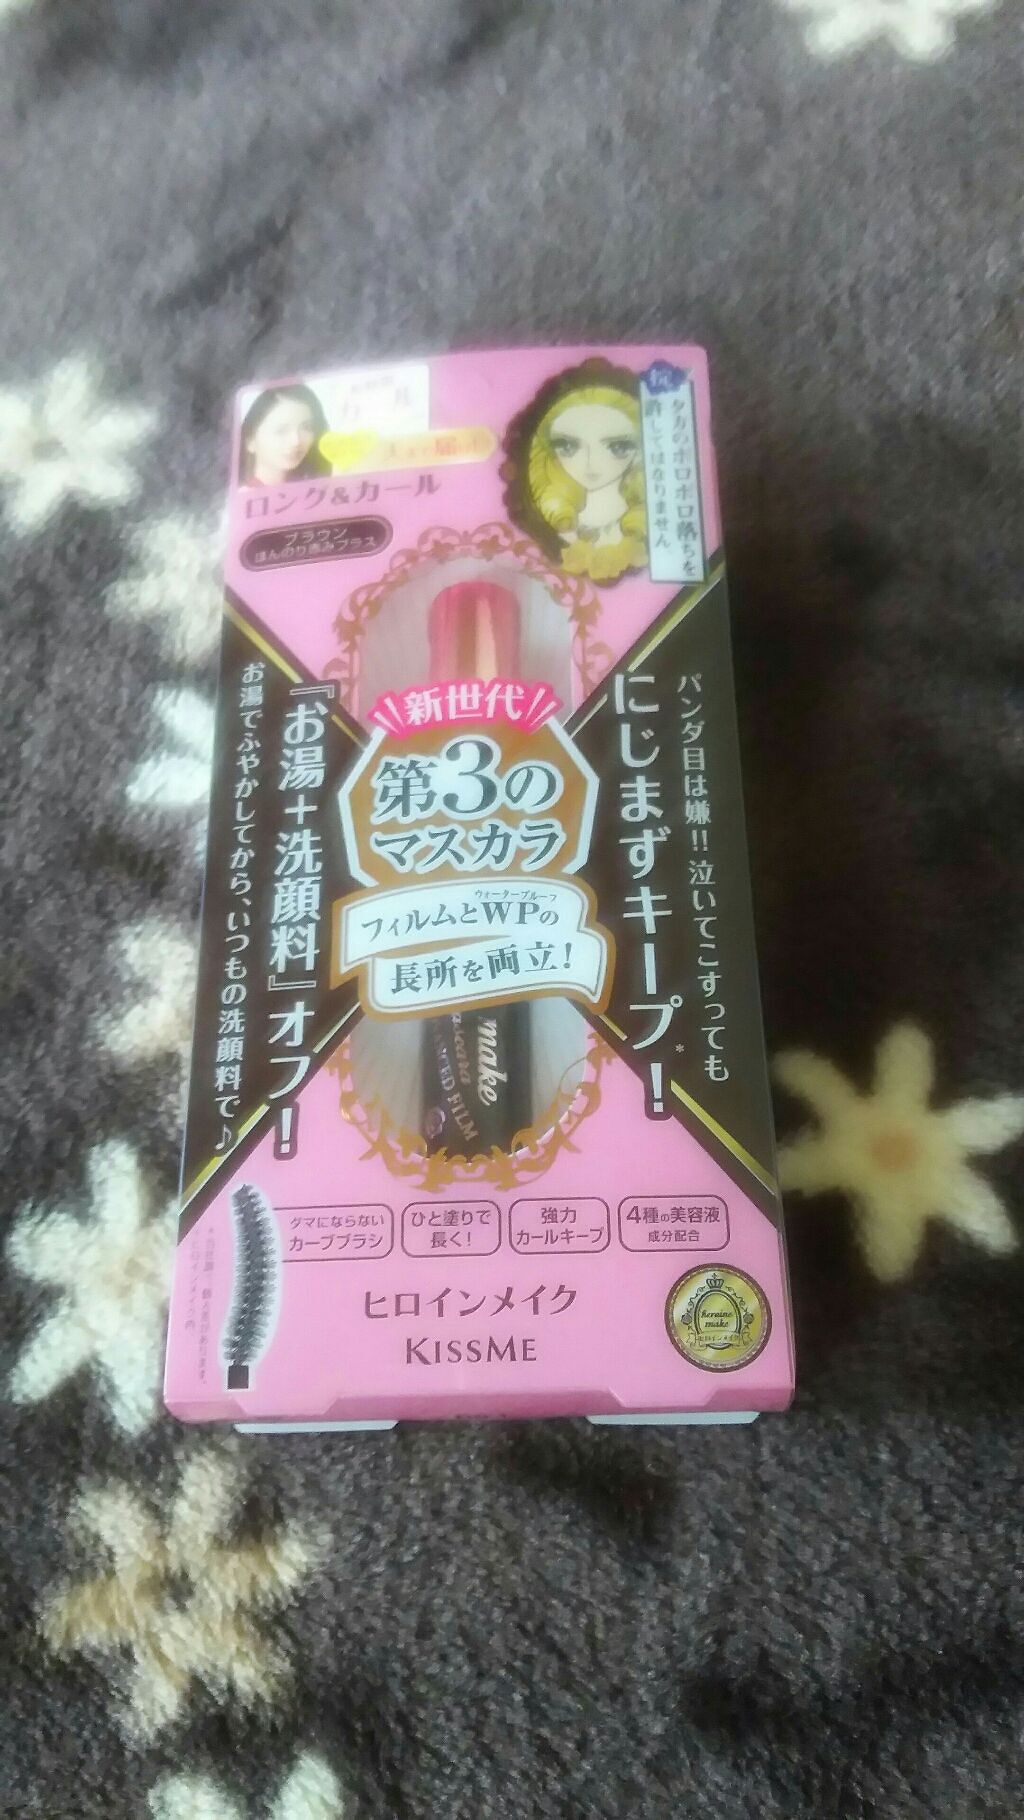 カール
ロング&カール
ブラウン
ほんのり赤みプラス
掟
夕方のボロボロ落ちを
許してはなりません
パンダ目は嫌!!泣いてこすっても
にじまずキープ*!
新世代
第3の
マスカラ
フィルムとWPの
ウォータープルーフ
長所を両立!
『お湯+洗顔料』オフ!
お湯でふやかしてから、いつもの洗顔料で♪
make
FILM
ダマにならない
カーブブラシ
ひと塗りで
長く!
強力
カールキープ
4種の美容液
成分配合
ヒロインメイク
KISSME
heroine
make
ヒロインメイク